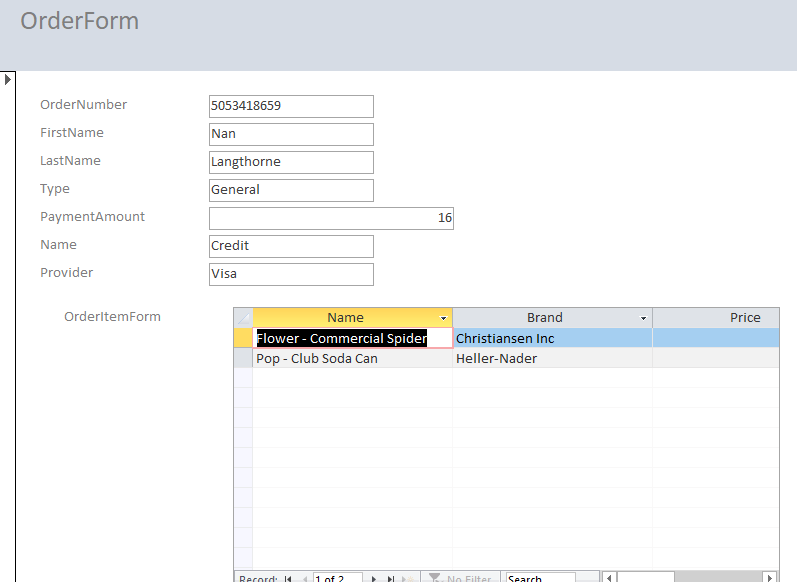 OrderForm
OrderNumber 5053418659
FirstName Nan
LastName Langthorne
Type General
PaymentAmount 16
Name Credit
Provider Visa
OrderItemForm Name Brand Price
Flower - Commercial Spider Christiansen Inc
Pop - Club Soda Can Heller-Nader
Record: 1 of 2 No Filter Search